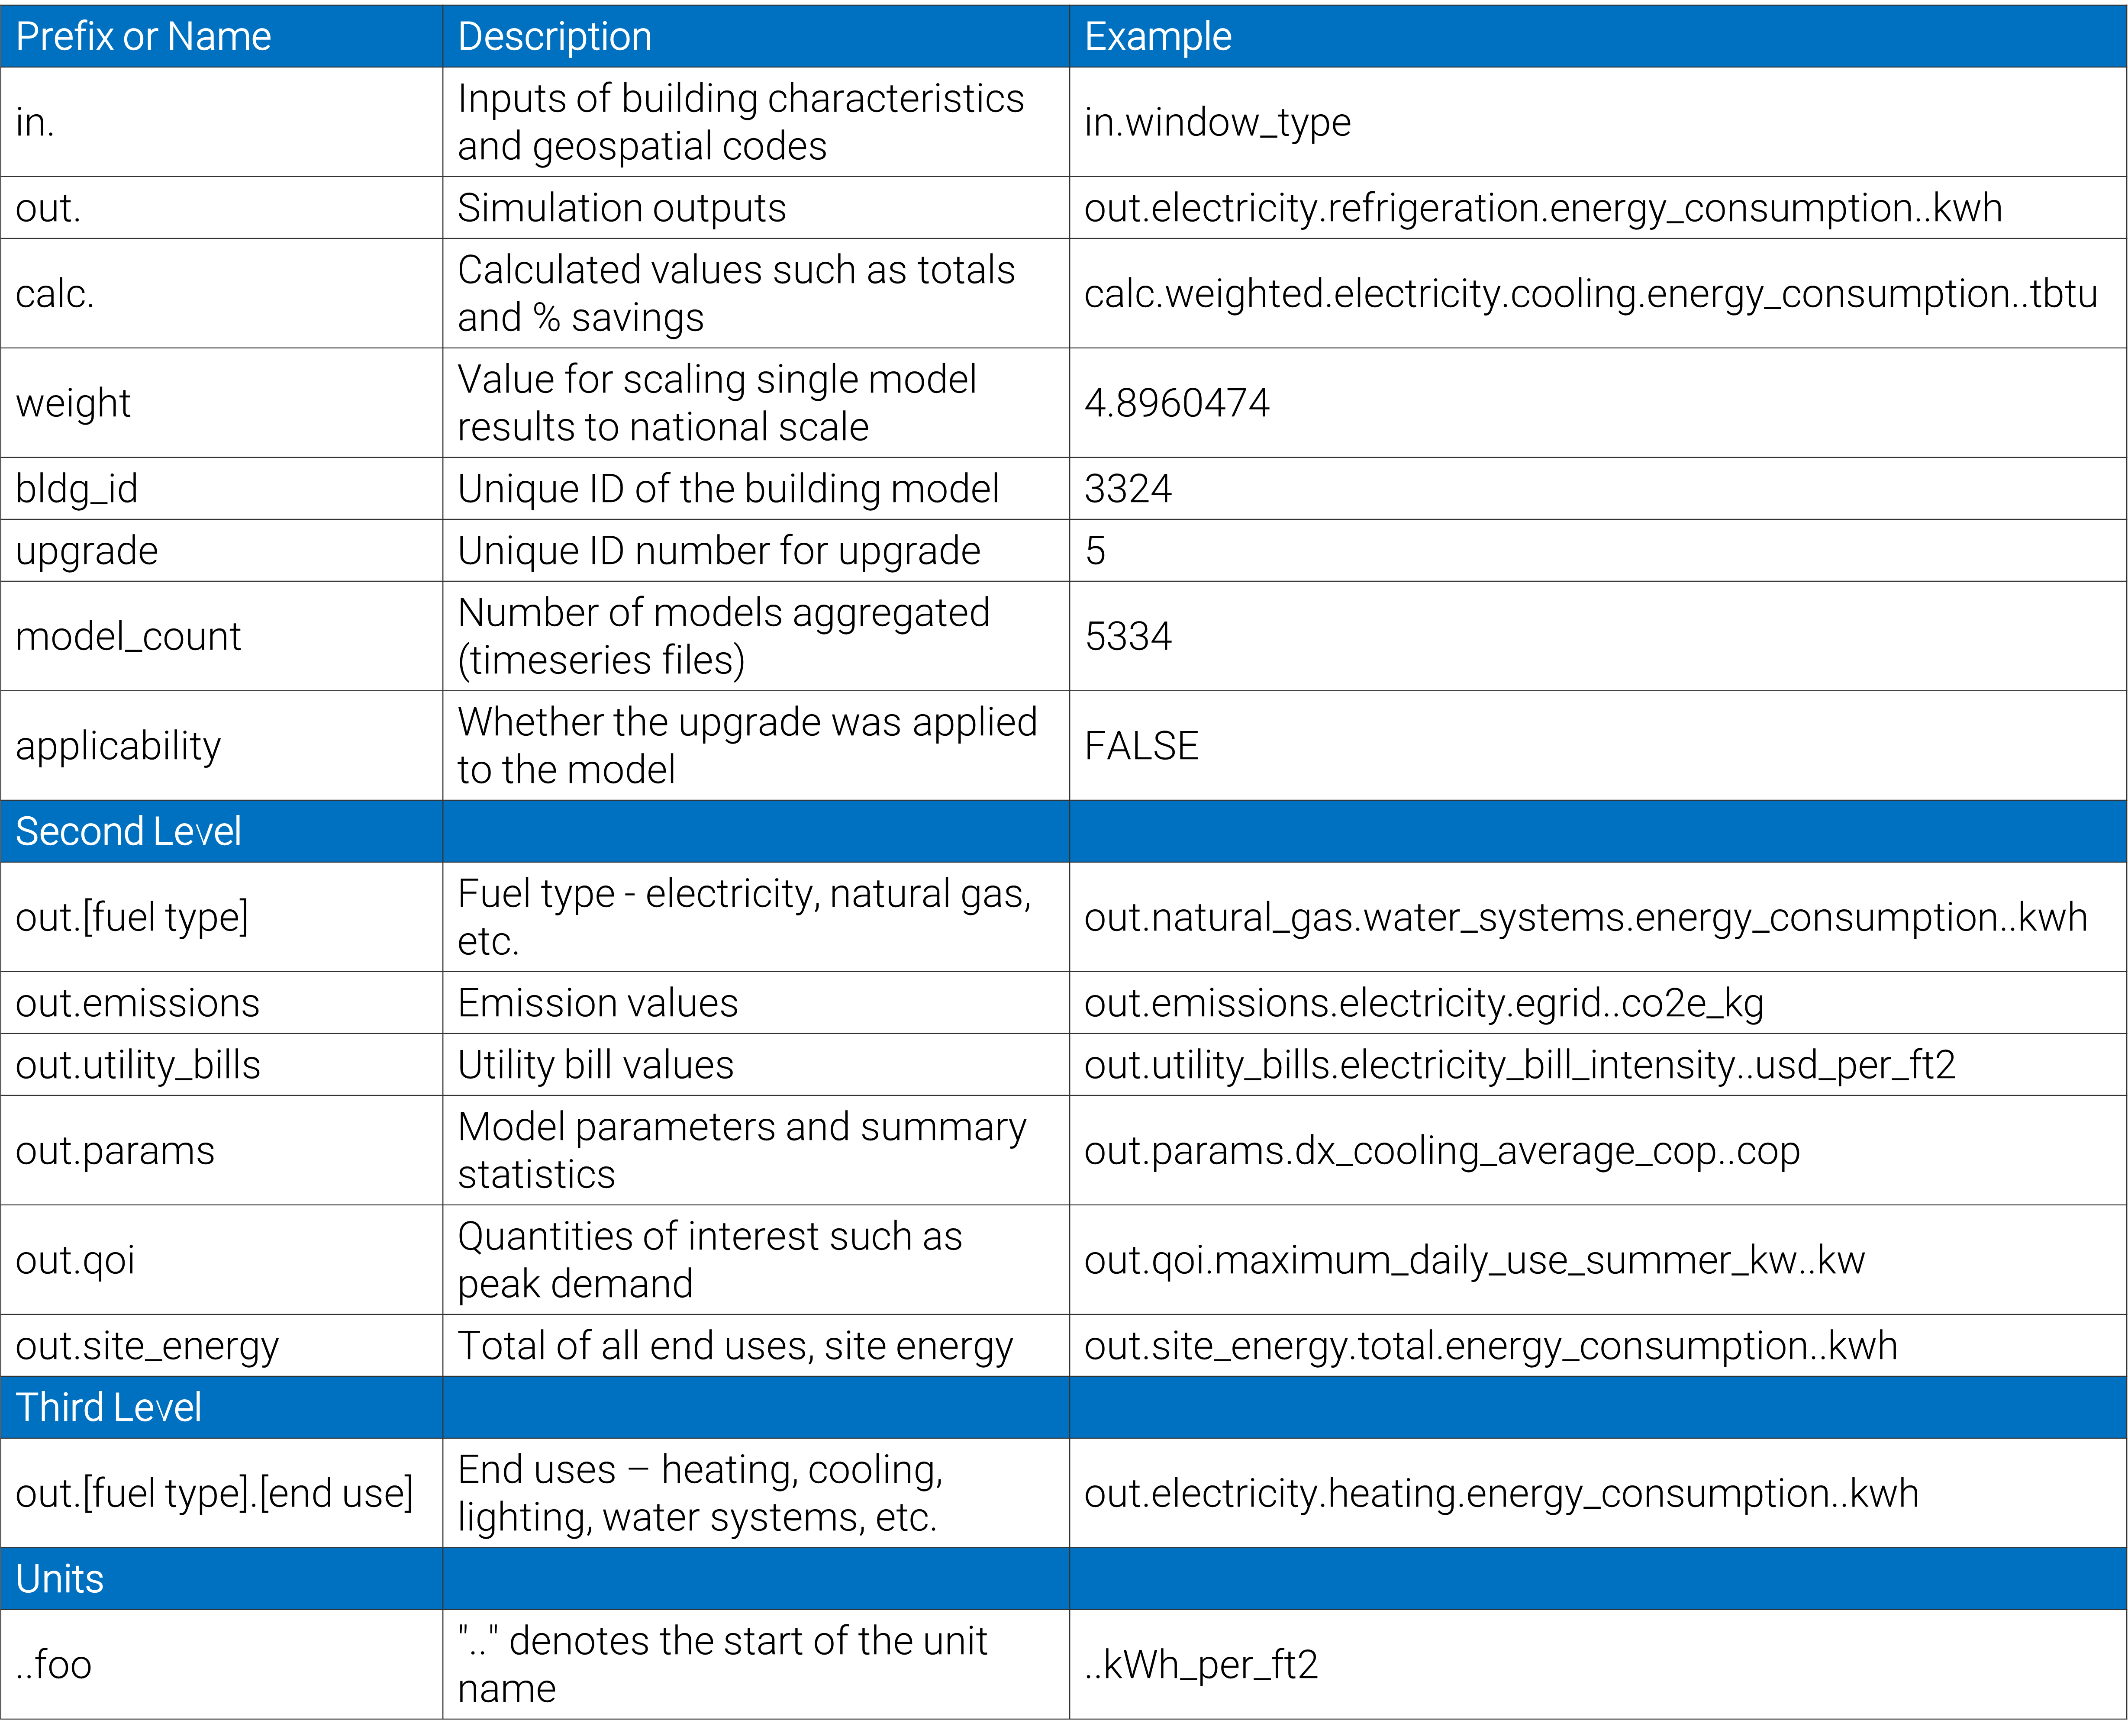 Prefix or Name Description Example
in. Inputs of building characteristics and geospatial codes in.window_type
out. Simulation outputs out.electricity.refrigeration.energy_consumption..kwh
calc. Calculated values such as totals and % savings calc.weighted.electricity.cooling.energy_consumption..tbtu
weight Value for scaling single model results to national scale 4.8960474
bldg_id Unique ID of the building model 3324
upgrade Unique ID number for upgrade 5
model_count Number of models aggregated (timeseries files) 5334
applicability Whether the upgrade was applied to the model FALSE
Second Level
out.[fuel type] Fuel type - electricity, natural gas, etc. out.natural_gas.water_systems.energy_consumption..kwh
out.emissions Emission values out.emissions.electricity.egrid..co2e_kg
out.utility_bills Utility bill values out.utility_bills.electricity_bill_intensity..usd_per_ft2
out.params Model parameters and summary statistics out.params.dx_cooling_average_cop..cop
out.qoi Quantities of interest such as peak demand out.qoi.maximum_daily_use_summer_kw..kw
out.site_energy Total of all end uses, site energy out.site_energy.total.energy_consumption..kwh
Third Level
out.[fuel type].[end use] End uses – heating, cooling, lighting, water systems, etc. out.electricity.heating.energy_consumption..kwh
Units
..foo ".." denotes the start of the unit name ..kWh_per_ft2